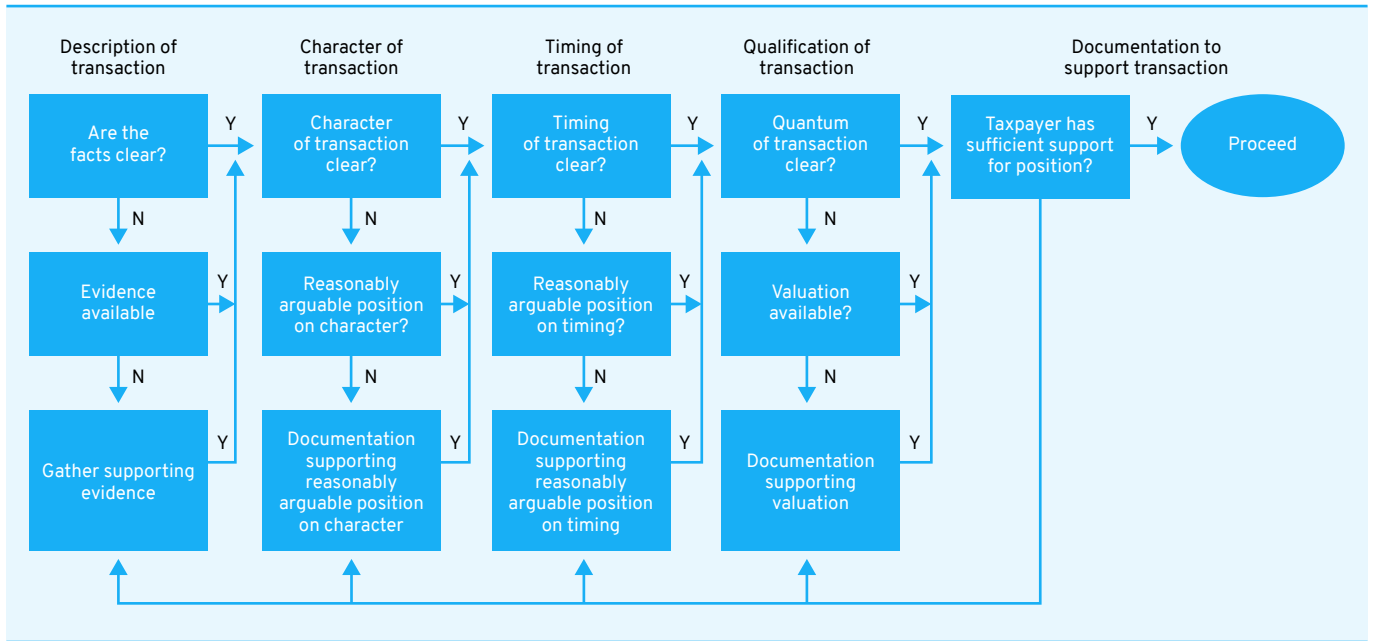 Description of
transaction
Character of
transaction
Timing of
transaction
Qualification of
transaction
Documentation to
support transaction
Are the
facts clear?
Y
Character
of transaction
clear?
Y
Timing
of transaction
clear?
Y
Quantum
of transaction
clear?
Y
Taxpayer has
sufficient support
for position?
Y
Proceed
N
N
N
N
Evidence
available
Y
Reasonably
arguable position
on character?
Y
Reasonably
arguable position
on timing?
Y
Valuation
available?
Y
N
N
N
N
Gather supporting
evidence
Y
Documentation
supporting
reasonably
arguable position
on character
Y
Documentation
supporting
reasonably
arguable position
on timing
Y
Documentation
supporting
valuation
Y